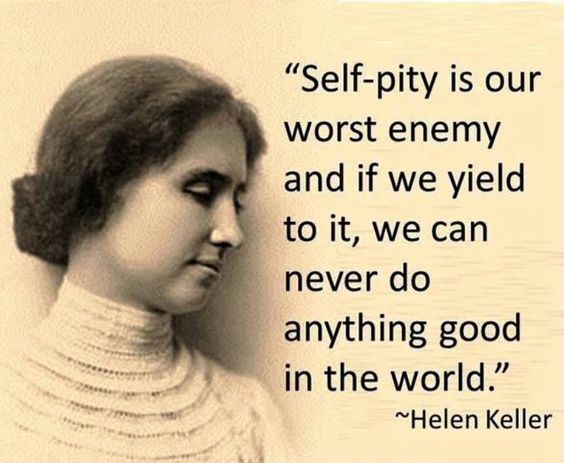 “Self-pity is our
worst enemy
and if we yield
to it, we can
never do
anything good
in the world.”
~Helen Keller